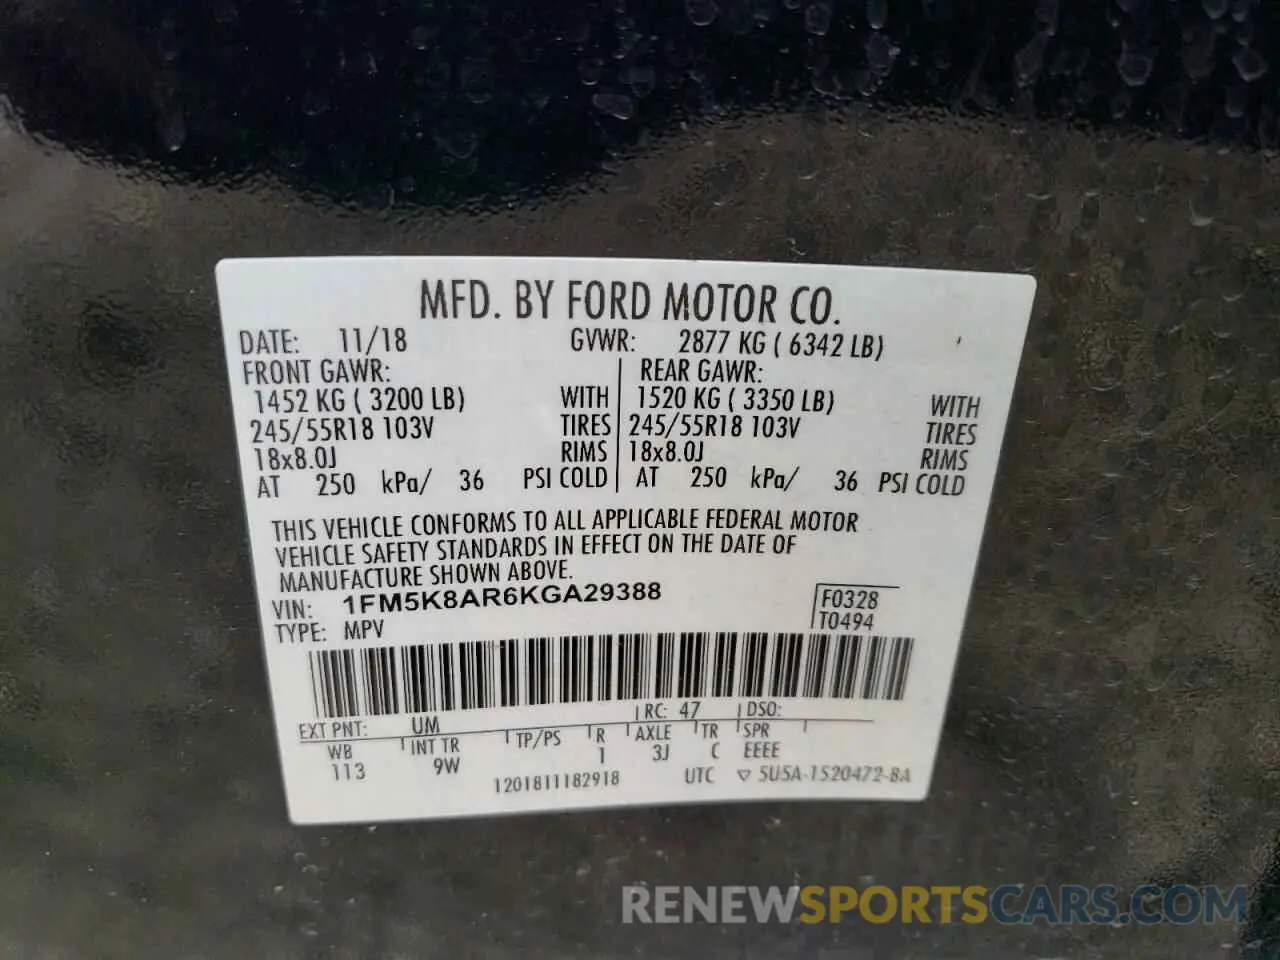 MFD. BY FORD MOTOR CO.
DATE: 11/18 GVWR: 2877 KG ( 6342 LB)
FRONT GAWR: REAR GAWR:
1452 KG ( 3200 LB) WITH 1520 KG ( 3350 LB) WITH
245/55R18 103V TIRES 245/55R18 103V TIRES
18x8.0J RIMS 18x8.0J RIMS
AT 250 kPa/ 36 PSI COLD AT 250 kPa/ 36 PSI COLD
THIS VEHICLE CONFORMS TO ALL APPLICABLE FEDERAL MOTOR
VEHICLE SAFETY STANDARDS IN EFFECT ON THE DATE OF
MANUFACTURE SHOWN ABOVE.
VIN: 1FM5K8AR6KGA29388 F0328
TYPE: MPV T0494
EXT PNT: UM RC: 47 DSO:
WB INT TR TP/PS R AXLE TR SPR
113 9W 1 3J C EEEE
1201811182918 UTC ▽ 5U5A-1520472-BA
RENEWSPORTSCARS.COM